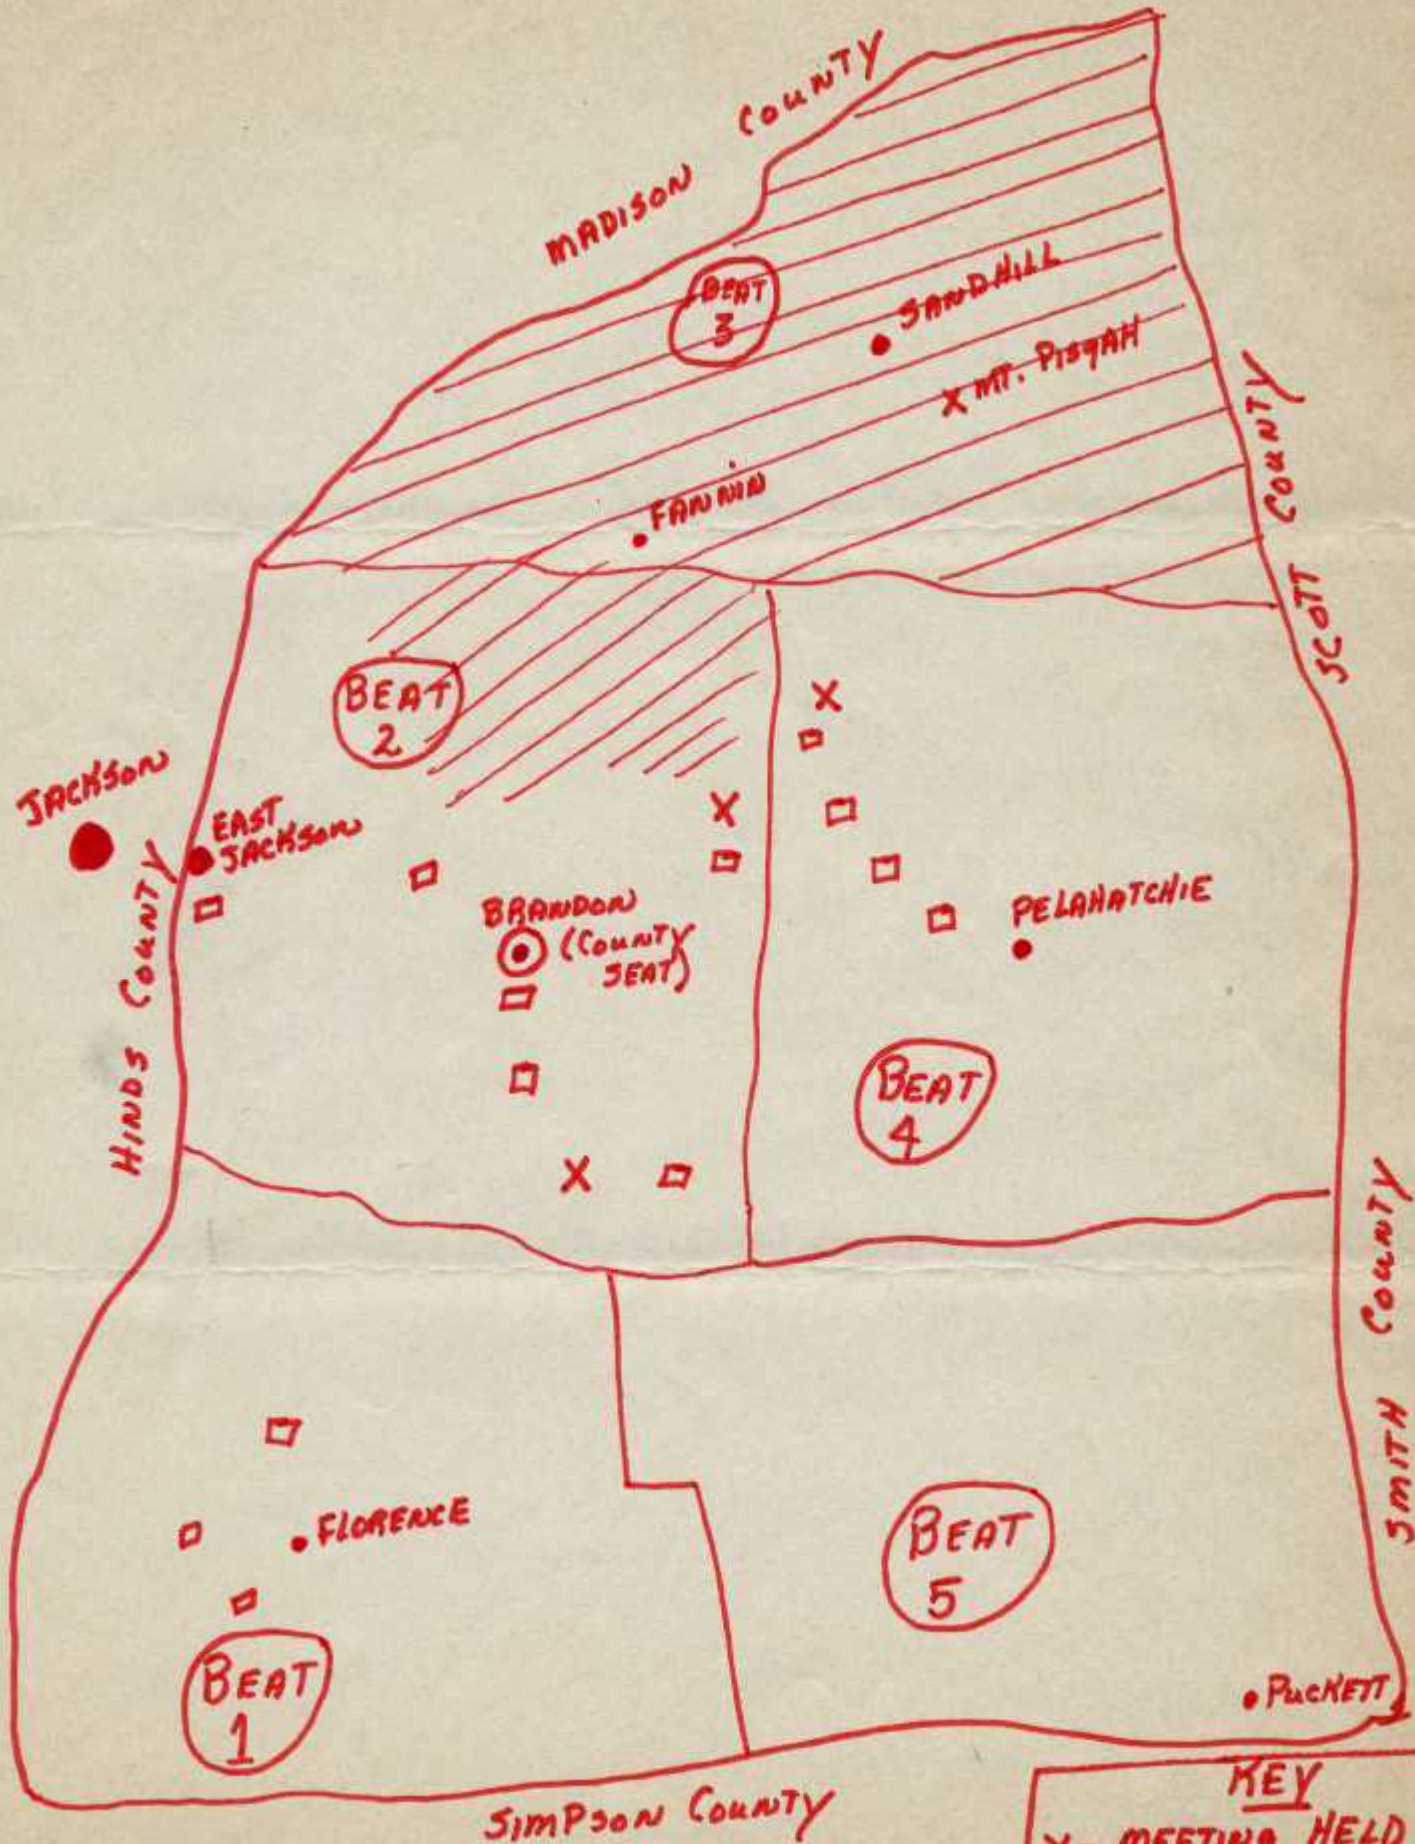 MADISON COUNTY
BEAT
3
SANDHILL
X MT. PISGAH
FANNIN
SCOTT COUNTY
BEAT
2
X
JACKSON
EAST
JACKSON
X
BRANDON
(COUNTY
SEAT)
PELAHATCHIE
HINDS COUNTY
BEAT
4
X
SMITH COUNTY
FLORENCE
BEAT
5
BEAT
1
PUCKETT
SIMPSON COUNTY
KEY
X - MEETING HELD